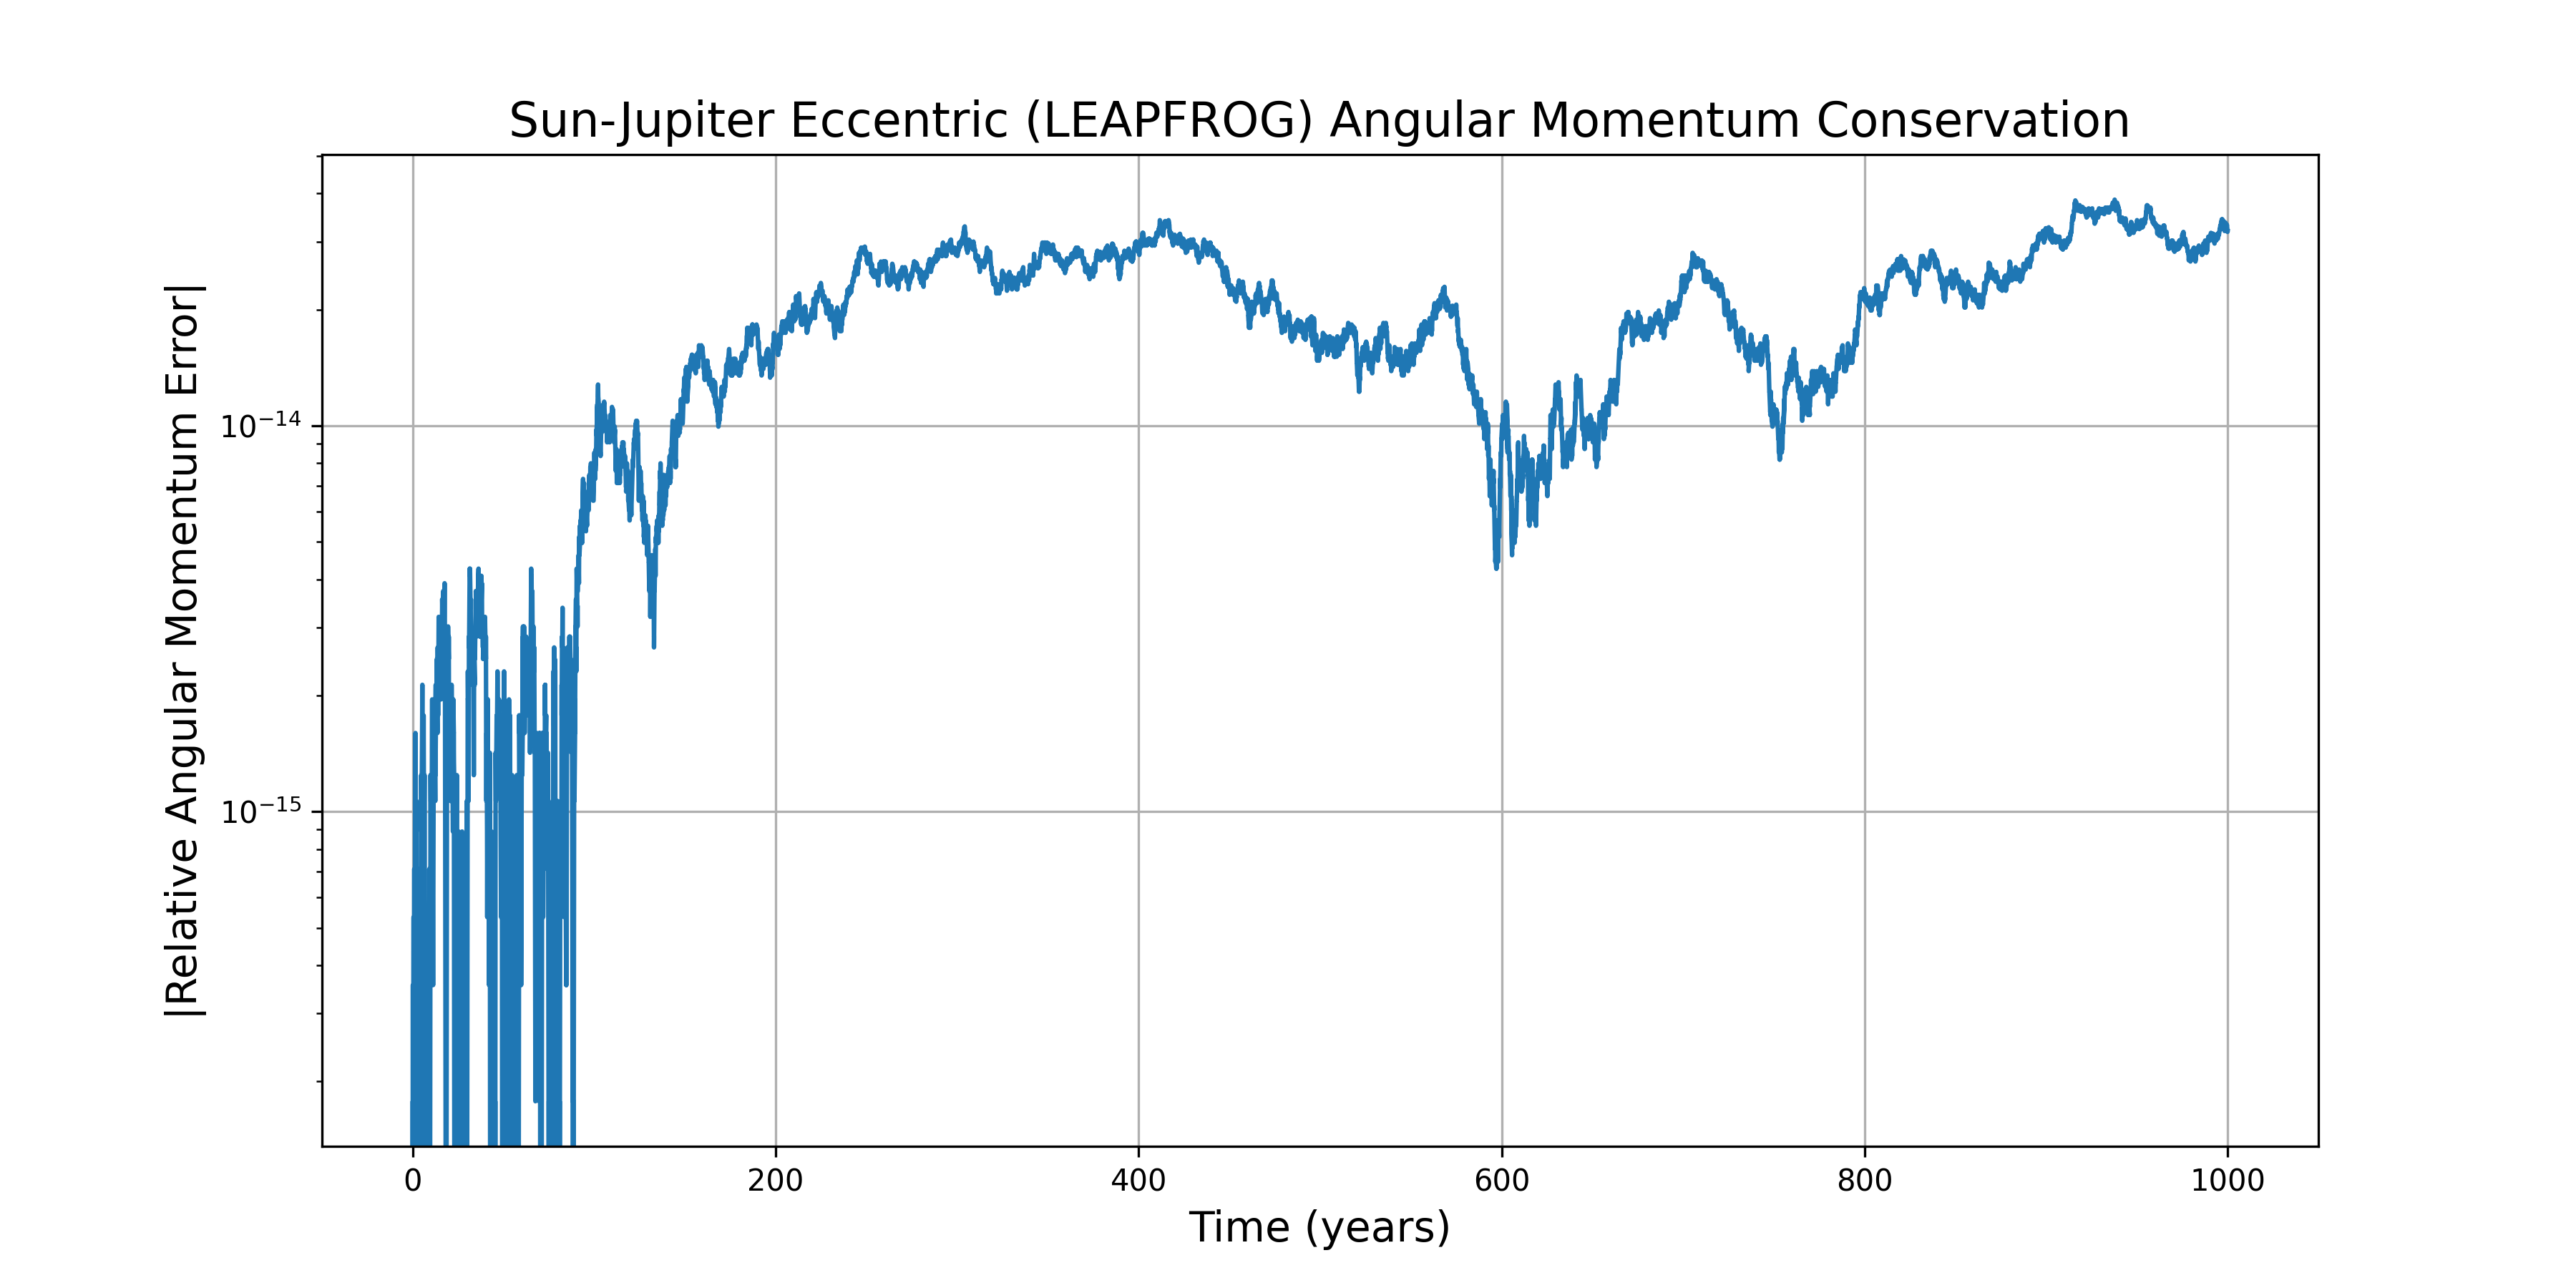 Sun-Jupiter Eccentric (LEAPFROG) Angular Momentum Conservation
|Relative Angular Momentum Error|
10⁻¹⁴
10⁻¹⁵
0 200 400 600 800 1000
Time (years)